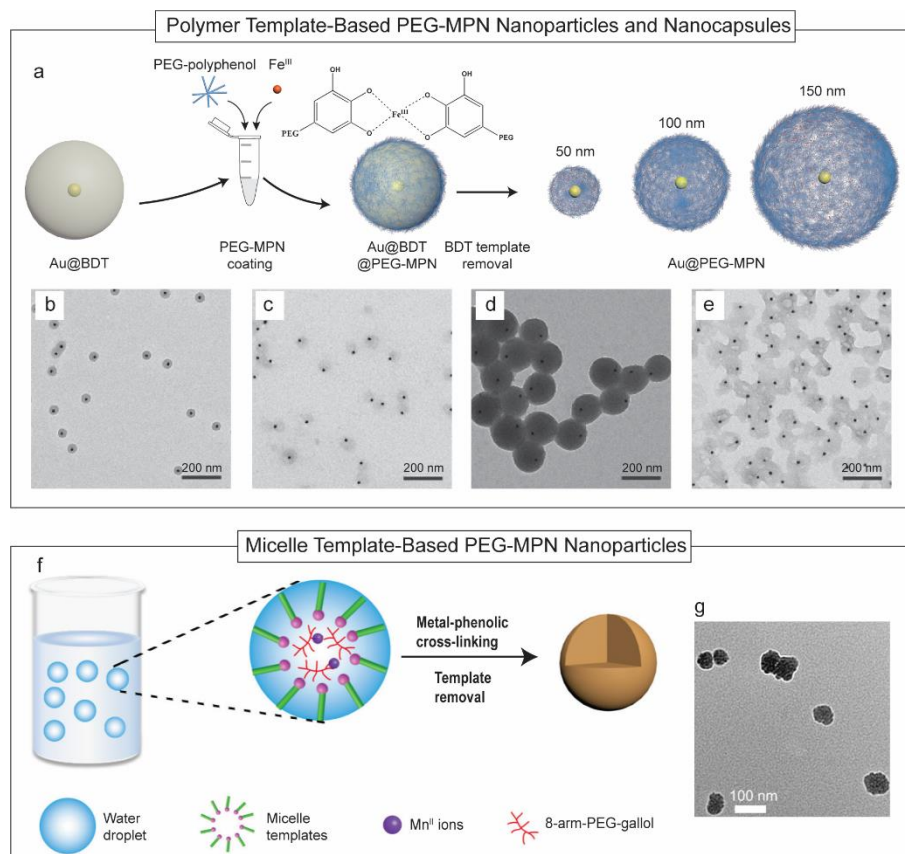 Polymer Template-Based PEG-MPN Nanoparticles and Nanocapsules
a
PEG-polyphenol
Fe^III
OH
O
O
O
O
Fe^III
PEG
OH
PEG
50 nm
100 nm
150 nm
Au@BDT
PEG-MPN
coating
Au@BDT
@PEG-MPN
BDT template
removal
Au@PEG-MPN
b
200 nm
c
200 nm
d
200 nm
e
200 nm
Micelle Template-Based PEG-MPN Nanoparticles
f
Metal-phenolic
cross-linking
Template
removal
g
100 nm
Water
droplet
Micelle
templates
Mn^II ions
8-arm-PEG-gallol